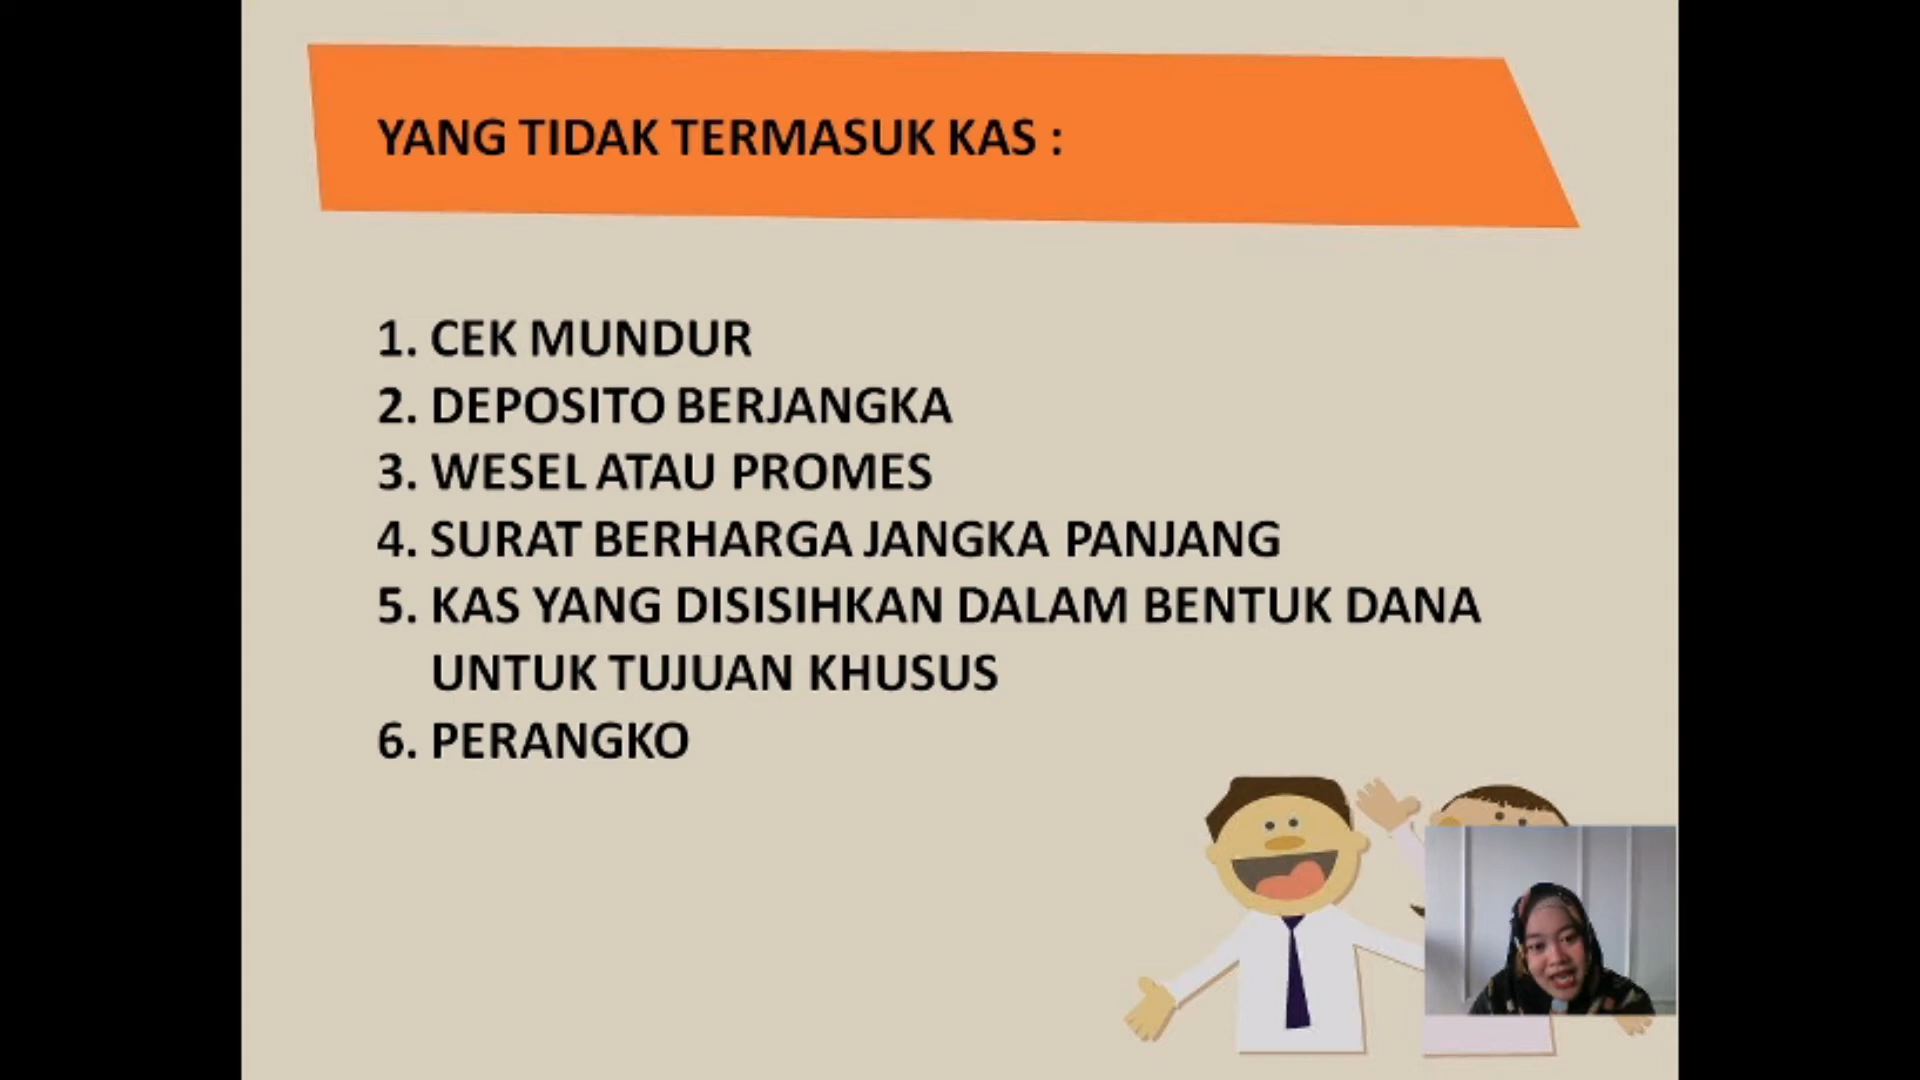 YANG TIDAK TERMASUK KAS :
1. CEK MUNDUR
2. DEPOSITO BERJANGKA
3. WESEL ATAU PROMES
4. SURAT BERHARGA JANGKA PANJANG
5. KAS YANG DISISIHKAN DALAM BENTUK DANA
UNTUK TUJUAN KHUSUS
6. PERANGKO